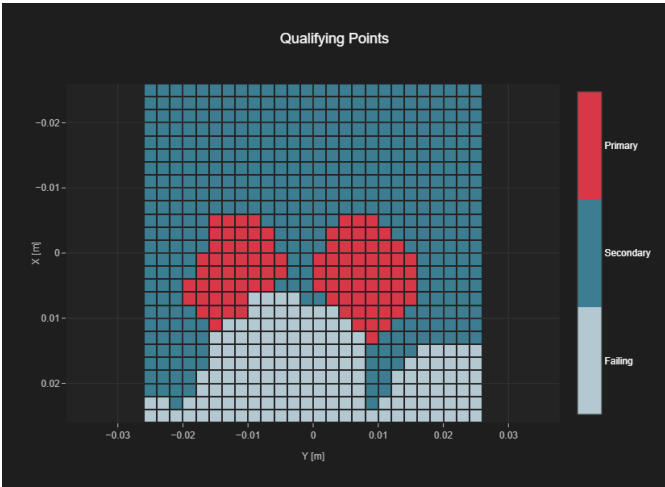 Qualifying Points
−0.02
−0.01
0
0.01
0.02
X [m]
−0.03
−0.02
−0.01
0
0.01
0.02
0.03
Y [m]
Primary
Secondary
Failing